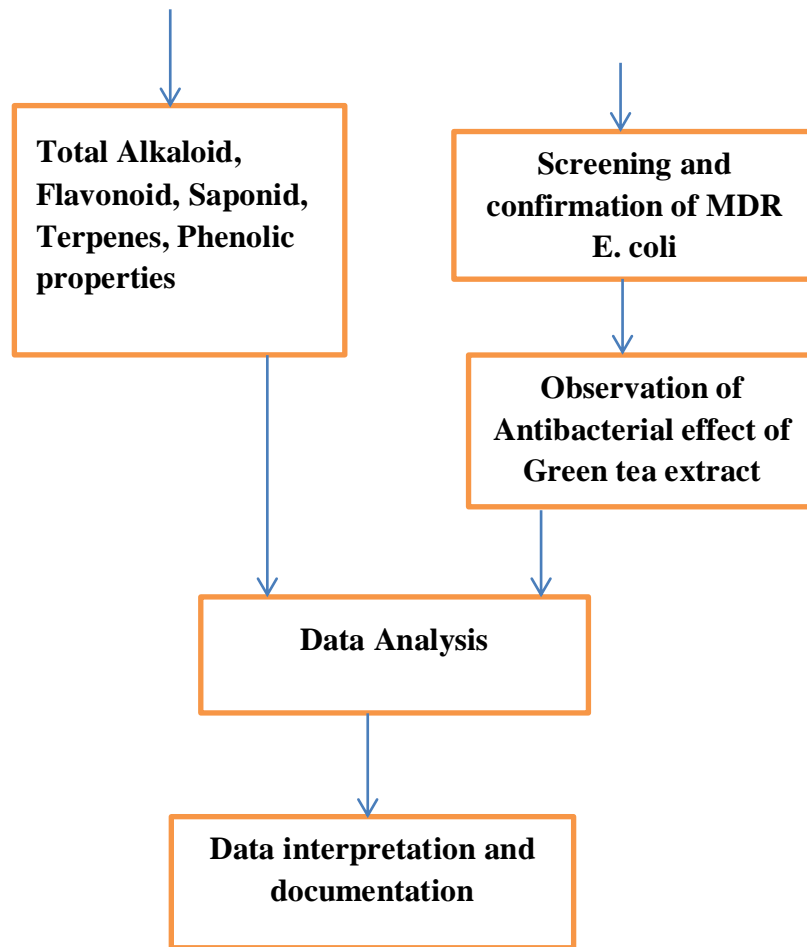 Total Alkaloid,
Flavonoid, Saponid,
Terpenes, Phenolic
properties
Screening and
confirmation of MDR
E. coli
Observation of
Antibacterial effect of
Green tea extract
Data Analysis
Data interpretation and
documentation